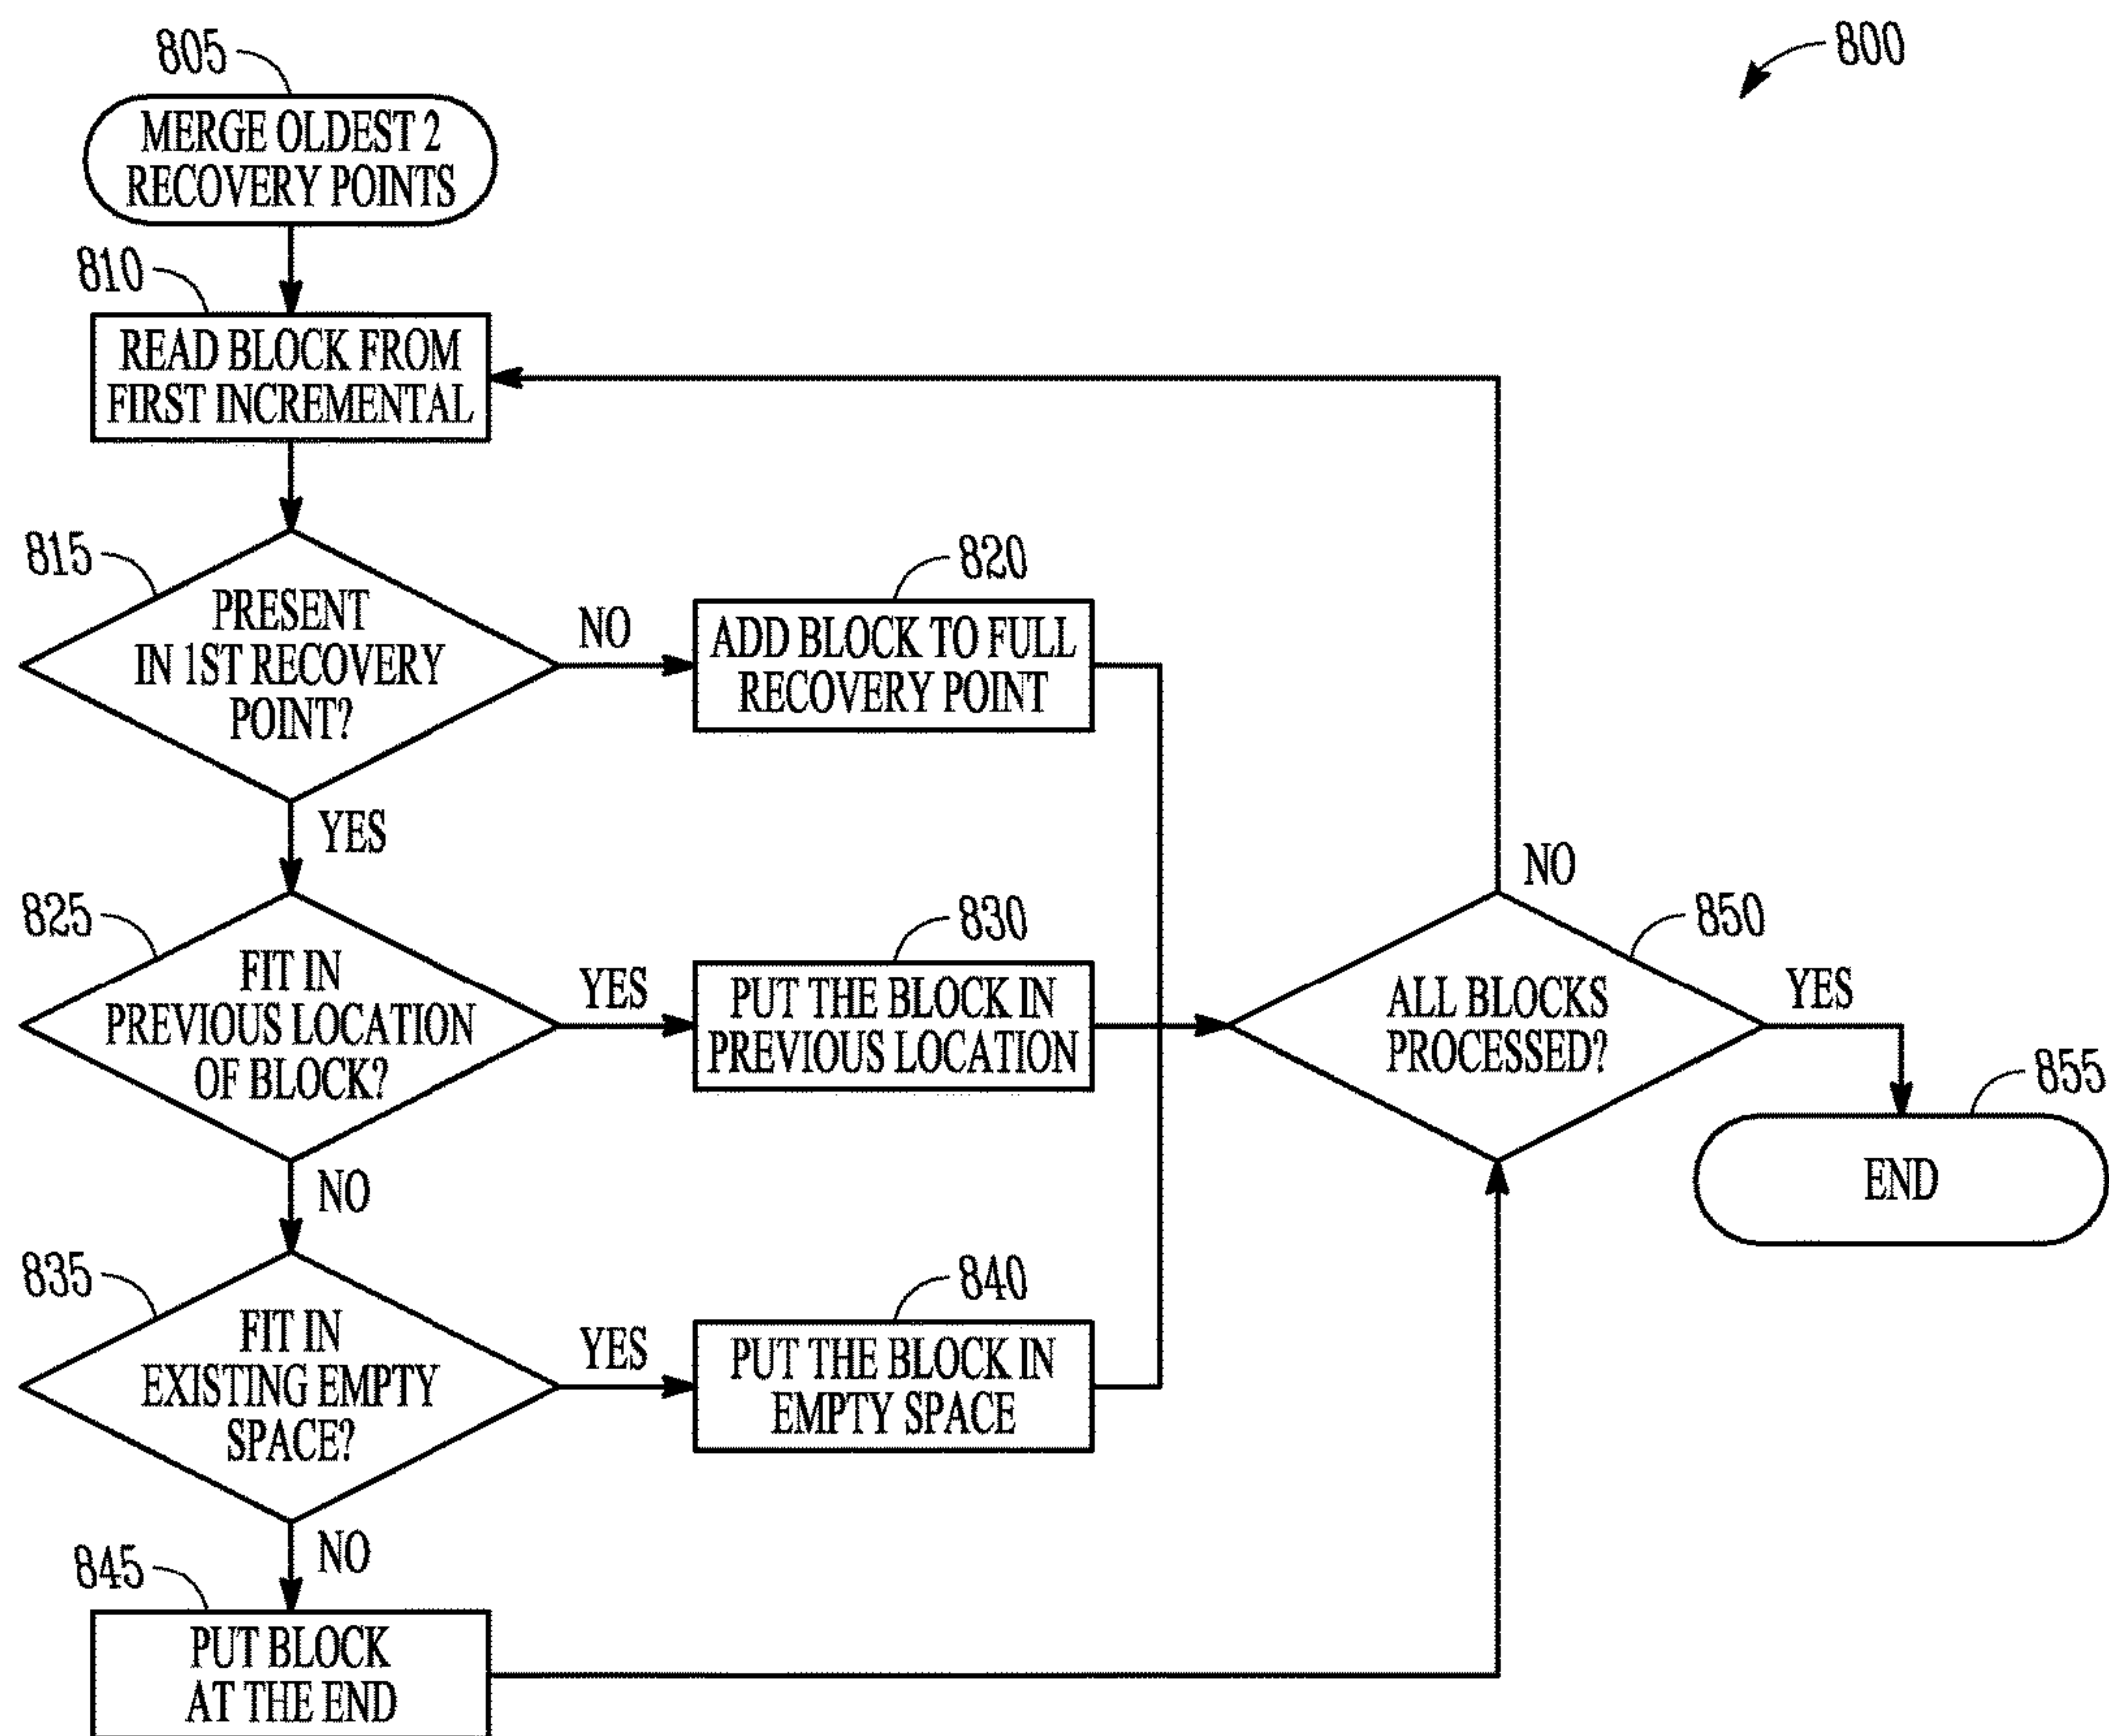 805
800
MERGE OLDEST 2
RECOVERY POINTS
810
READ BLOCK FROM
FIRST INCREMENTAL
815
PRESENT
IN 1ST RECOVERY
POINT?
NO
820
ADD BLOCK TO FULL
RECOVERY POINT
YES
825
FIT IN
PREVIOUS LOCATION
OF BLOCK?
YES
830
PUT THE BLOCK IN
PREVIOUS LOCATION
NO
850
ALL BLOCKS
PROCESSED?
YES
855
END
NO
835
FIT IN
EXISTING EMPTY
SPACE?
YES
840
PUT THE BLOCK IN
EMPTY SPACE
NO
845
PUT BLOCK
AT THE END